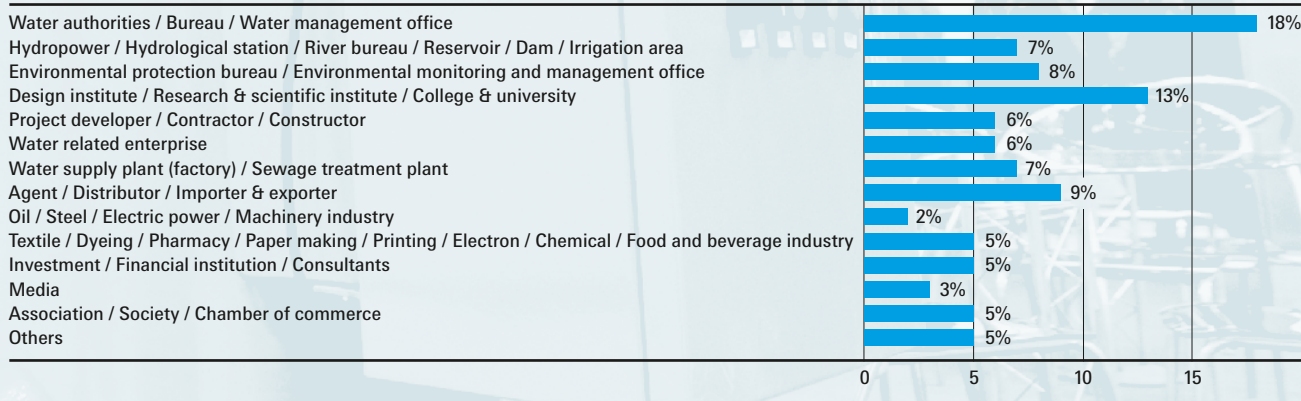 Water authorities / Bureau / Water management office 18%
Hydropower / Hydrological station / River bureau / Reservoir / Dam / Irrigation area 7%
Environmental protection bureau / Environmental monitoring and management office 8%
Design institute / Research & scientific institute / College & university 13%
Project developer / Contractor / Constructor 6%
Water related enterprise 6%
Water supply plant (factory) / Sewage treatment plant 7%
Agent / Distributor / Importer & exporter 9%
Oil / Steel / Electric power / Machinery industry 2%
Textile / Dyeing / Pharmacy / Paper making / Printing / Electron / Chemical / Food and beverage industry 5%
Investment / Financial institution / Consultants 5%
Media 3%
Association / Society / Chamber of commerce 5%
Others 5%
0 5 10 15